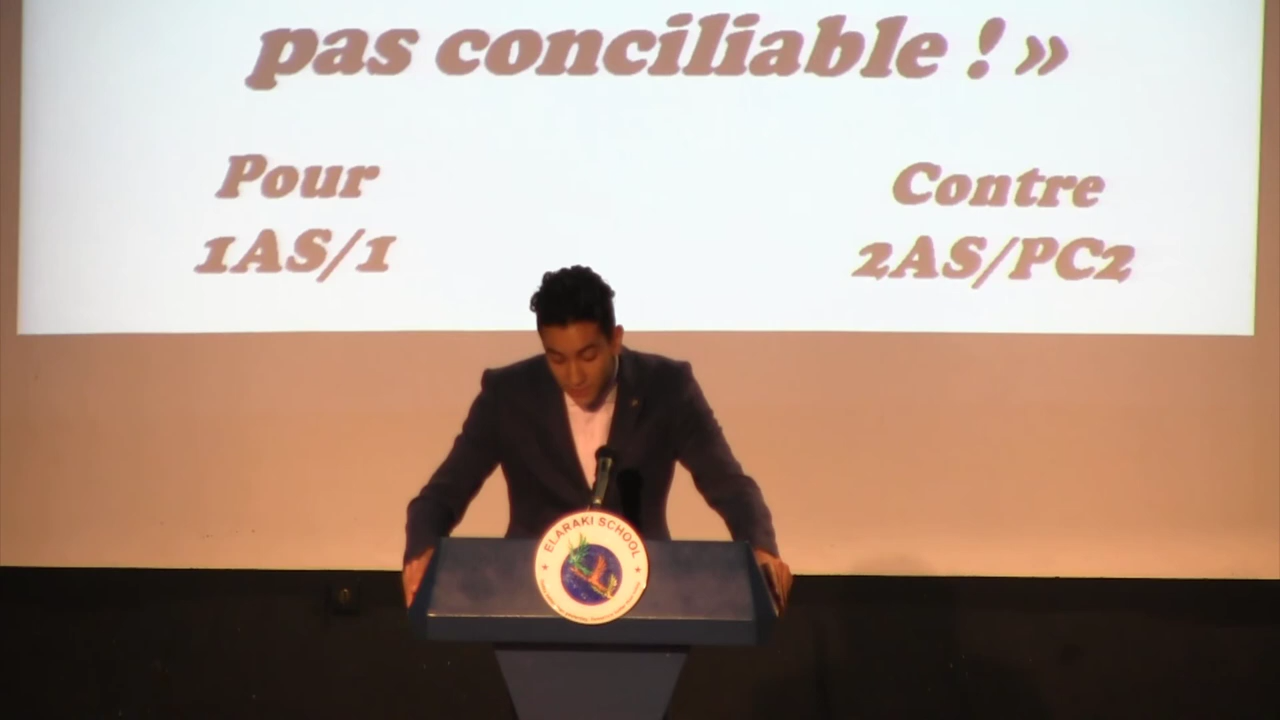 pas conciliable ! »
Pour
1AS/1
Contre
2AS/PC2
ELARAKI SCHOOL